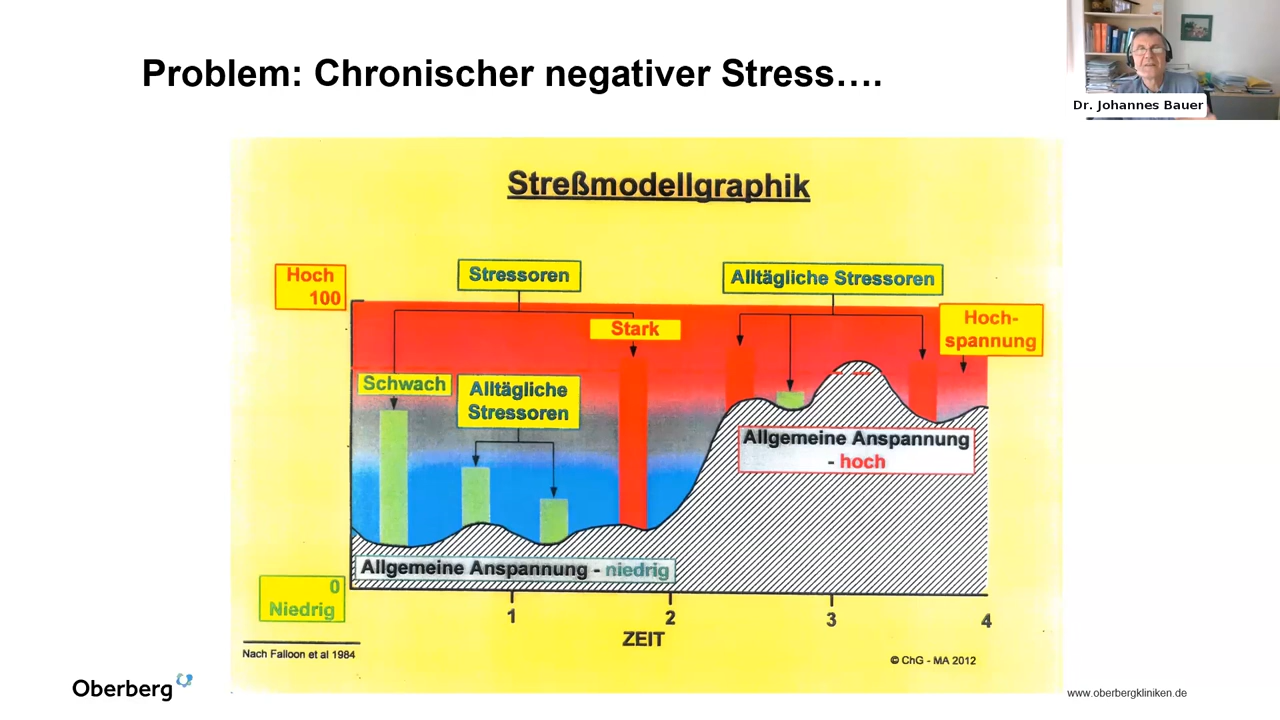 Problem: Chronischer negativer Stress….
Dr. Johannes Bauer
Streßmodellgraphik
Hoch
100
Stressoren
Alltägliche Stressoren
Stark
Hoch-
spannung
Schwach
Alltägliche
Stressoren
Allgemeine Anspannung
- hoch
Allgemeine Anspannung - niedrig
0
Niedrig
1
2
3
4
ZEIT
Nach Falloon et al 1984
© ChG - MA 2012
Oberberg
www.oberbergkliniken.de